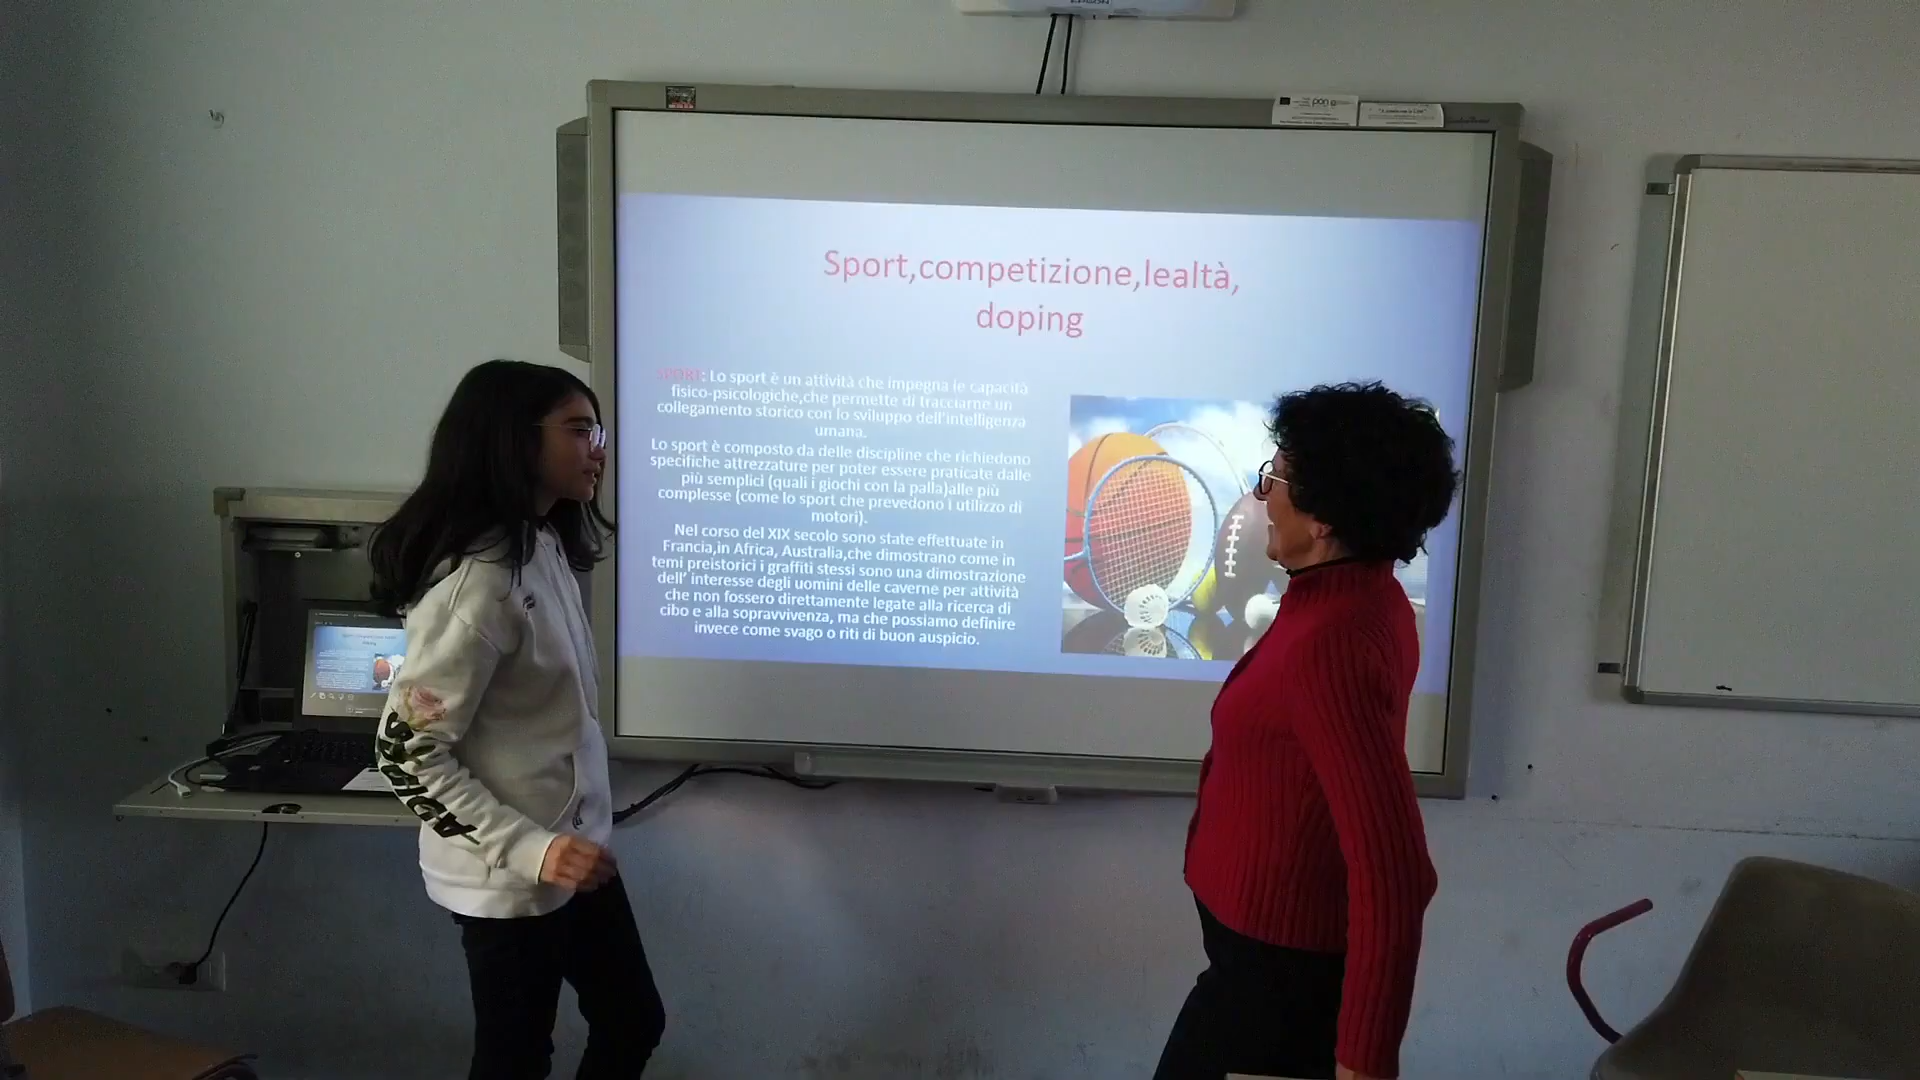 EPSON
pon
Sport,competizione,lealtà,
doping
SPORT: Lo sport è un attività che impegna le capacità
fisico-psicologiche,che permette di tracciarne un
collegamento storico con lo sviluppo dell'intelligenza
umana.
Lo sport è composto da delle discipline che richiedono
specifiche attrezzature per poter essere praticate dalle
più semplici (quali i giochi con la palla)alle più
complesse (come lo sport che prevedono l utilizzo di
motori).
Nel corso del XIX secolo sono state effettuate in
Francia,in Africa, Australia,che dimostrano come in
temi preistorici i graffiti stessi sono una dimostrazione
dell' interesse degli uomini delle caverne per attività
che non fossero direttamente legate alla ricerca di
cibo e alla sopravvivenza, ma che possiamo definire
invece come svago o riti di buon auspicio.